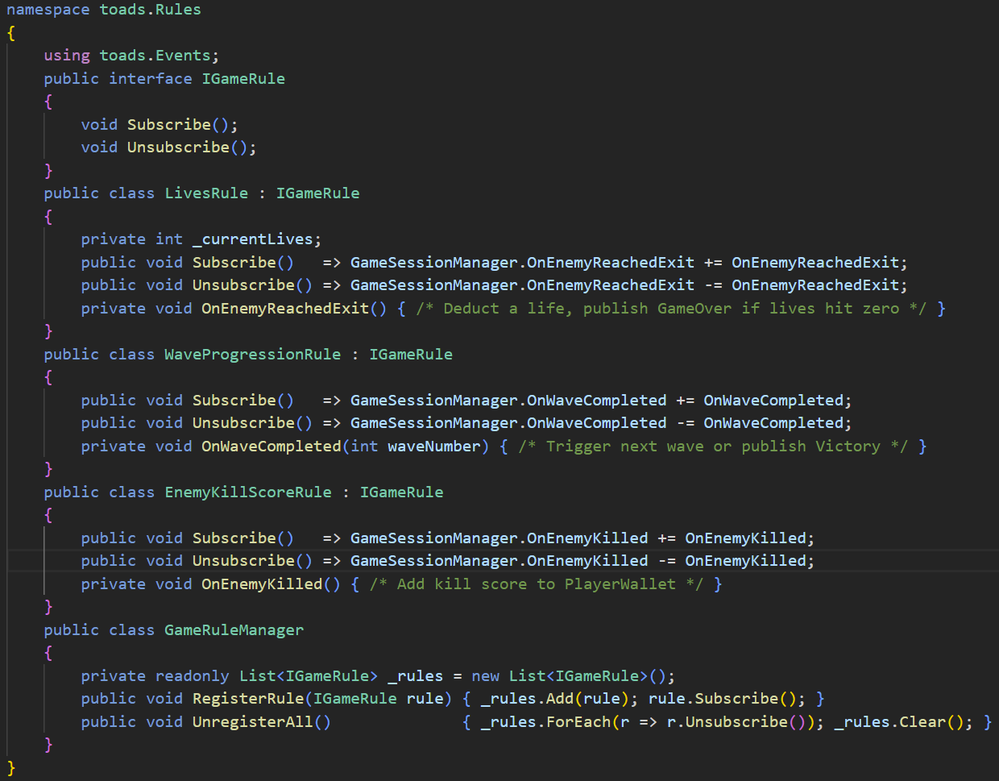 namespace toads.Rules
{
    using toads.Events;
    public interface IGameRule
    {
        void Subscribe();
        void Unsubscribe();
    }
    public class LivesRule : IGameRule
    {
        private int _currentLives;
        public void Subscribe()   => GameSessionManager.OnEnemyReachedExit += OnEnemyReachedExit;
        public void Unsubscribe() => GameSessionManager.OnEnemyReachedExit -= OnEnemyReachedExit;
        private void OnEnemyReachedExit() { /* Deduct a life, publish GameOver if lives hit zero */ }
    }
    public class WaveProgressionRule : IGameRule
    {
        public void Subscribe()   => GameSessionManager.OnWaveCompleted += OnWaveCompleted;
        public void Unsubscribe() => GameSessionManager.OnWaveCompleted -= OnWaveCompleted;
        private void OnWaveCompleted(int waveNumber) { /* Trigger next wave or publish Victory */ }
    }
    public class EnemyKillScoreRule : IGameRule
    {
        public void Subscribe()   => GameSessionManager.OnEnemyKilled += OnEnemyKilled;
        public void Unsubscribe() => GameSessionManager.OnEnemyKilled -= OnEnemyKilled;
        private void OnEnemyKilled() { /* Add kill score to PlayerWallet */ }
    }
    public class GameRuleManager
    {
        private readonly List<IGameRule> _rules = new List<IGameRule>();
        public void RegisterRule(IGameRule rule) { _rules.Add(rule); rule.Subscribe(); }
        public void UnregisterAll()              { _rules.ForEach(r => r.Unsubscribe()); _rules.Clear(); }
    }
}